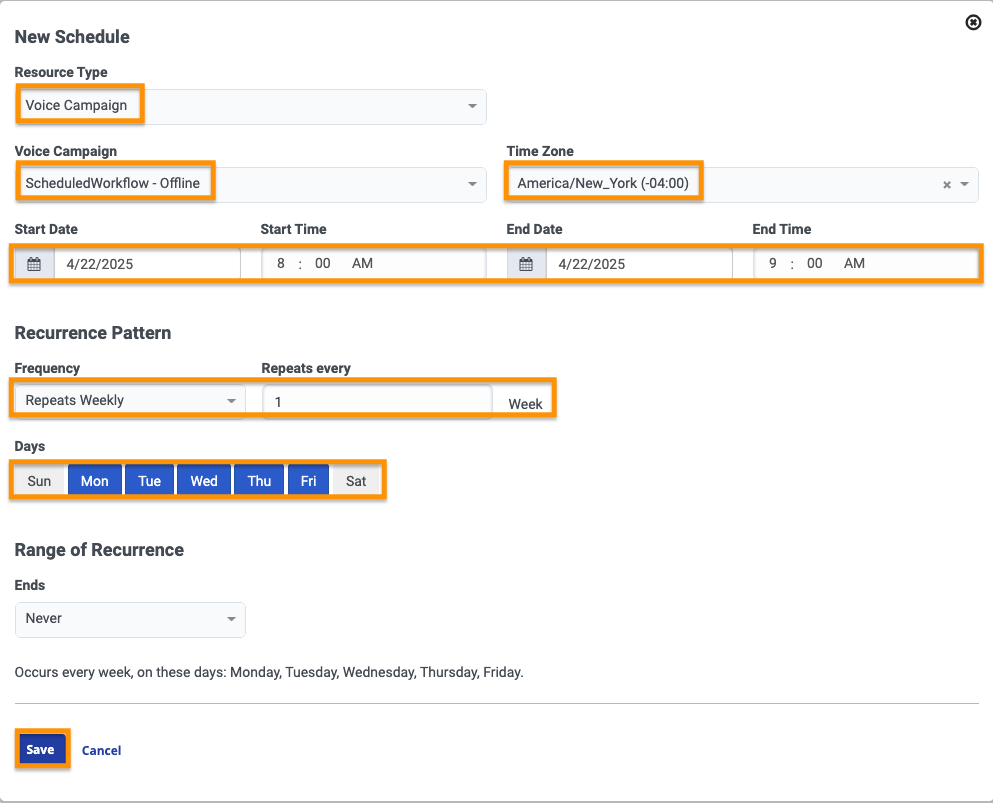 New Schedule
Resource Type
Voice Campaign
Voice Campaign Time Zone
ScheduledWorkflow - Offline America/New_York (-04:00)
Start Date Start Time End Date End Time
4/22/2025 8 : 00 AM 4/22/2025 9 : 00 AM
Recurrence Pattern
Frequency Repeats every
Repeats Weekly 1 Week
Days
Sun Mon Tue Wed Thu Fri Sat
Range of Recurrence
Ends
Never
Occurs every week, on these days: Monday, Tuesday, Wednesday, Thursday, Friday.
Save Cancel